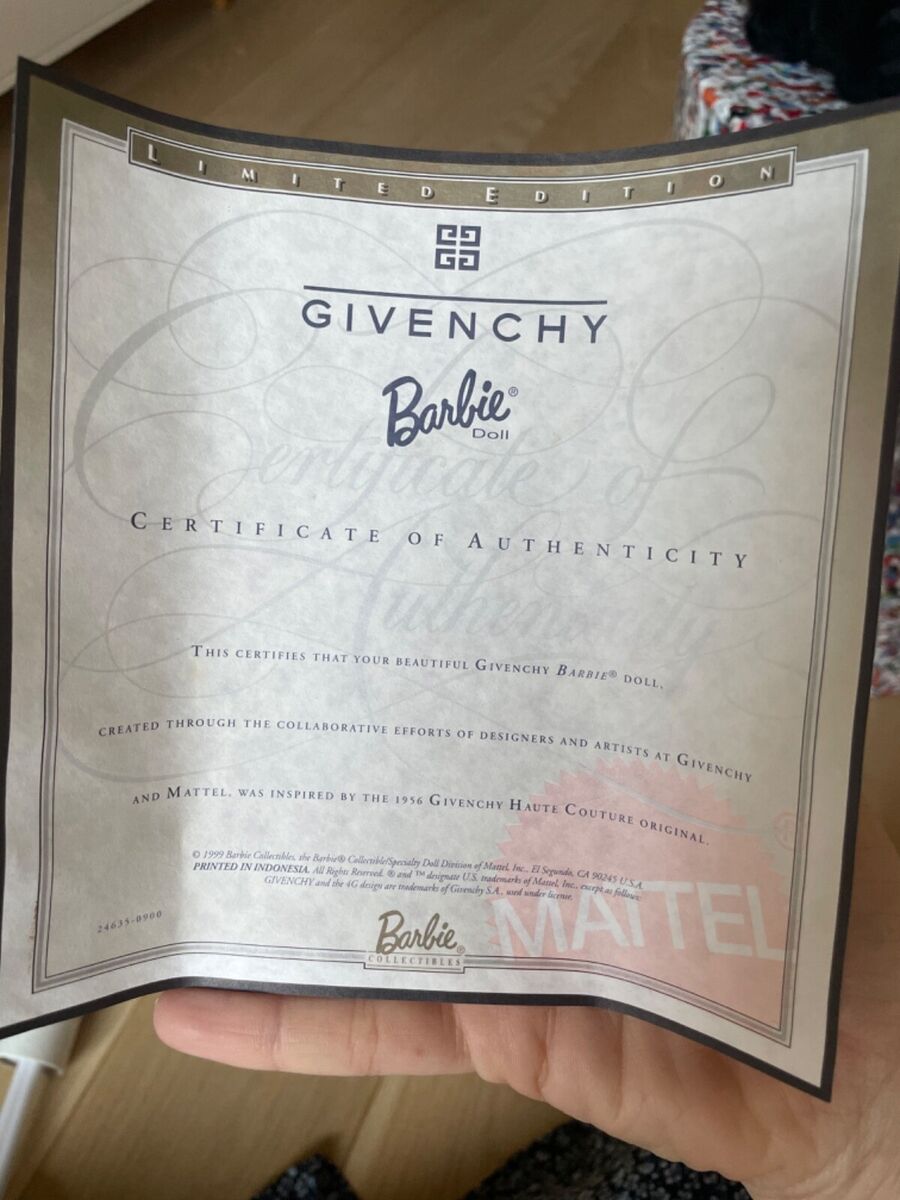 LIMITED EDITION
GIVENCHY
Barbie®
Doll
Certificate of
CERTIFICATE OF AUTHENTICITY
Authenticity
THIS CERTIFIES THAT YOUR BEAUTIFUL GIVENCHY BARBIE® DOLL,
CREATED THROUGH THE COLLABORATIVE EFFORTS OF DESIGNERS AND ARTISTS AT GIVENCHY
AND MATTEL, WAS INSPIRED BY THE 1956 GIVENCHY HAUTE COUTURE ORIGINAL.
© 1999 Barbie Collectibles, the Barbie® Collectible/Specialty Doll Division of Mattel, Inc., El Segundo, CA 90245 U.S.A.
PRINTED IN INDONESIA. All Rights Reserved. ® and ™ designate U.S. trademarks of Mattel, Inc., except as follows:
GIVENCHY and the 4G design are trademarks of Givenchy S.A., used under license.
24635-0900
Barbie®
COLLECTIBLES
MATTEL
®